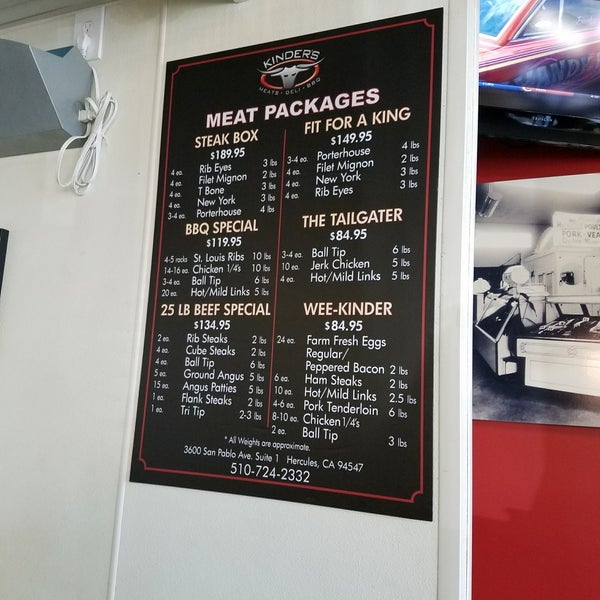 KINDER'S
MEATS • DELI • BBQ
MEAT PACKAGES
STEAK BOX
$189.95
4 ea. Rib Eyes 3 lbs
4 ea. Filet Mignon 2 lbs
4 ea. T Bone 3 lbs
4 ea. New York 3 lbs
3-4 ea. Porterhouse 4 lbs
BBQ SPECIAL
$119.95
4-5 racks St. Louis Ribs 10 lbs
14-16 ea. Chicken 1/4's 10 lbs
3-4 ea. Ball Tip 6 lbs
20 ea. Hot/Mild Links 5 lbs
25 LB BEEF SPECIAL
$134.95
2 ea. Rib Steaks 2 lbs
4 ea. Cube Steaks 2 lbs
4 ea. Ball Tip 6 lbs
5 ea. Ground Angus 5 lbs
15 ea. Angus Patties 5 lbs
1 ea. Flank Steaks 2 lbs
1 ea. Tri Tip 2-3 lbs
FIT FOR A KING
$149.95
3-4 ea. Porterhouse 4 lbs
4 ea. Filet Mignon 2 lbs
4 ea. New York 3 lbs
4 ea. Rib Eyes 3 lbs
THE TAILGATER
$84.95
3-4 ea. Ball Tip 6 lbs
10 ea. Jerk Chicken 5 lbs
4 ea. Hot/Mild Links 5 lbs
WEE-KINDER
$84.95
24 ea. Farm Fresh Eggs
Regular/
Peppered Bacon 2 lbs
6 ea. Ham Steaks 2 lbs
10 ea. Hot/Mild Links 2.5 lbs
4-6 ea. Pork Tenderloin 6 lbs
8-10 ea. Chicken 1/4's
2 ea. Ball Tip 3 lbs
* All Weights are approximate.
3600 San Pablo Ave. Suite 1 Hercules, CA 94547
510-724-2332
PORK